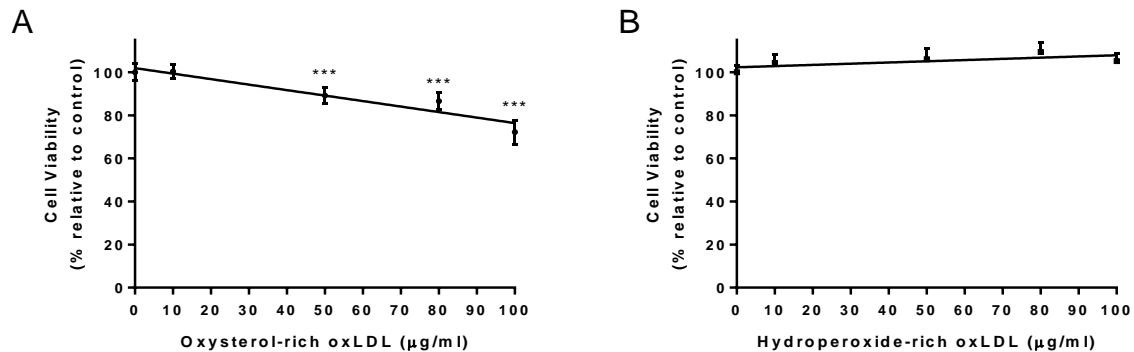 A
Cell Viability
(% relative to control)
100
80
60
40
20
0
***
***
***
0 10 20 30 40 50 60 70 80 90 100
Oxysterol-rich oxLDL (µg/ml)
B
Cell Viability
(% relative to control)
100
80
60
40
20
0
0 10 20 30 40 50 60 70 80 90 100
Hydroperoxide-rich oxLDL (µg/ml)